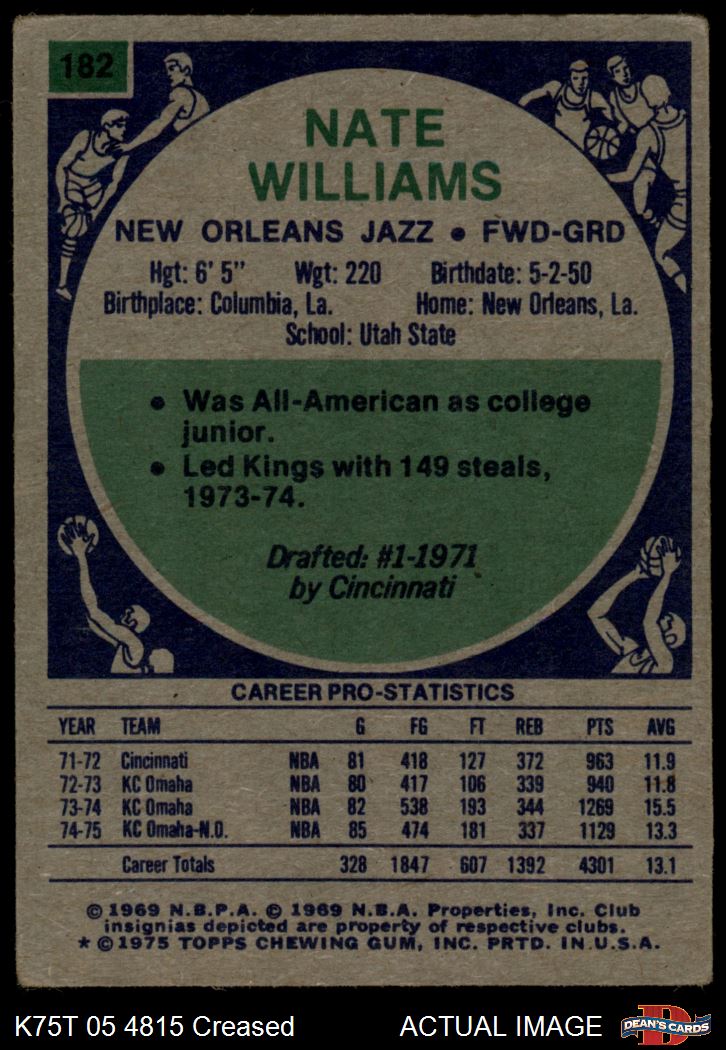 182
NATE
WILLIAMS
NEW ORLEANS JAZZ • FWD-GRD
Hgt: 6' 5" Wgt: 220 Birthdate: 5-2-50
Birthplace: Columbia, La. Home: New Orleans, La.
School: Utah State
• Was All-American as college
junior.
• Led Kings with 149 steals,
1973-74.
Drafted: #1-1971
by Cincinnati
CAREER PRO-STATISTICS
YEAR TEAM G FG FT REB PTS AVG
71-72 Cincinnati NBA 81 418 127 372 963 11.9
72-73 KC Omaha NBA 80 417 106 339 940 11.8
73-74 KC Omaha NBA 82 538 193 344 1269 15.5
74-75 KC Omaha-N.O. NBA 85 474 181 337 1129 13.3
Career Totals 328 1847 607 1392 4301 13.1
© 1969 N.B.P.A. © 1969 N.B.A. Properties, Inc. Club
insignias depicted are property of respective clubs.
* © 1975 TOPPS CHEWING GUM, INC. PRTD. IN U.S.A.
K75T 05 4815 Creased ACTUAL IMAGE
D
DEAN'S CARDS